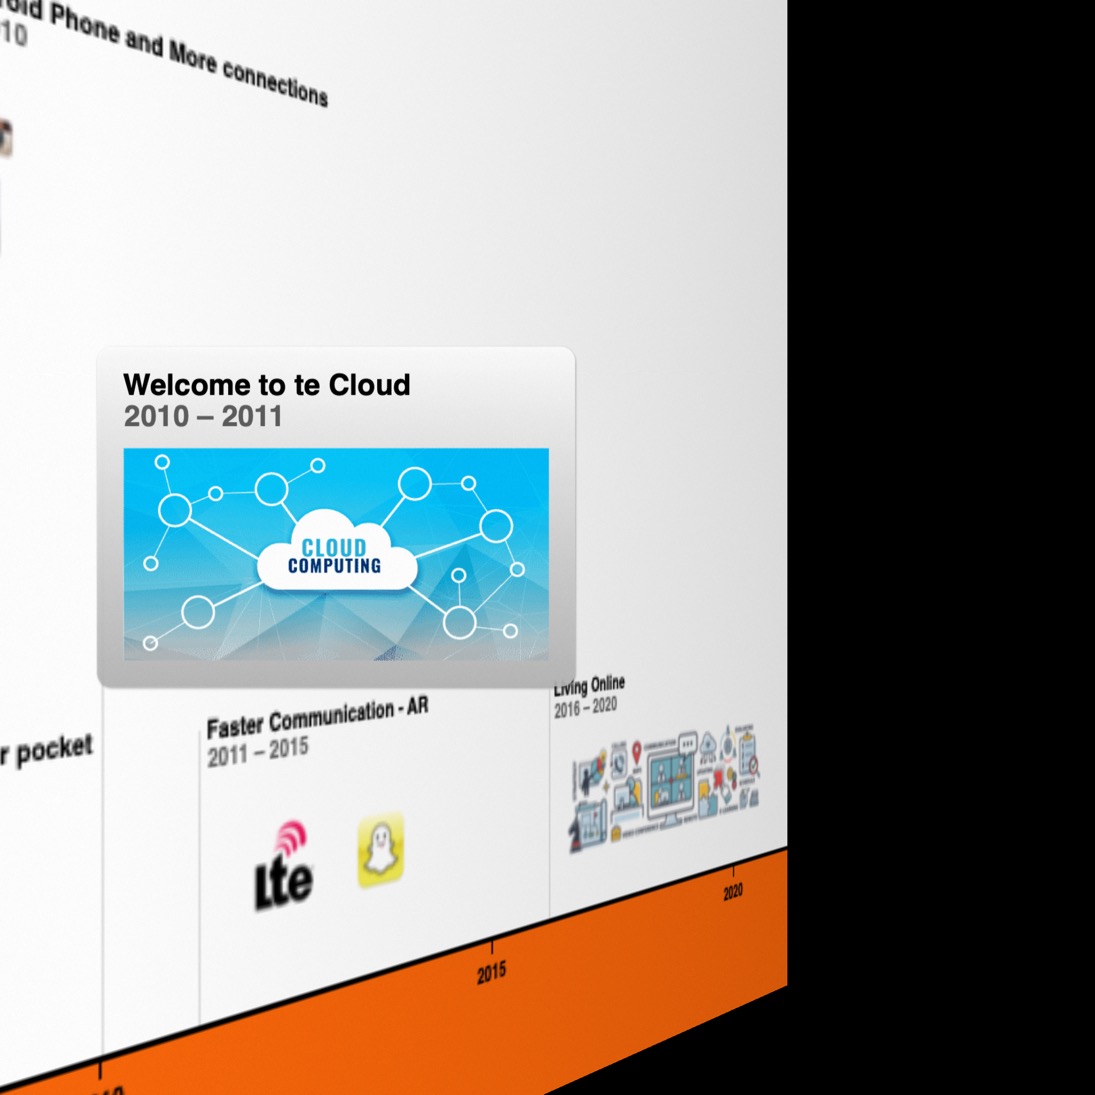 oid Phone and More connections
10
Welcome to te Cloud
2010 – 2011
CLOUD
COMPUTING
Living Online
2016 – 2020
Faster Communication - AR
2011 – 2015
r pocket
Lte
2020
2015